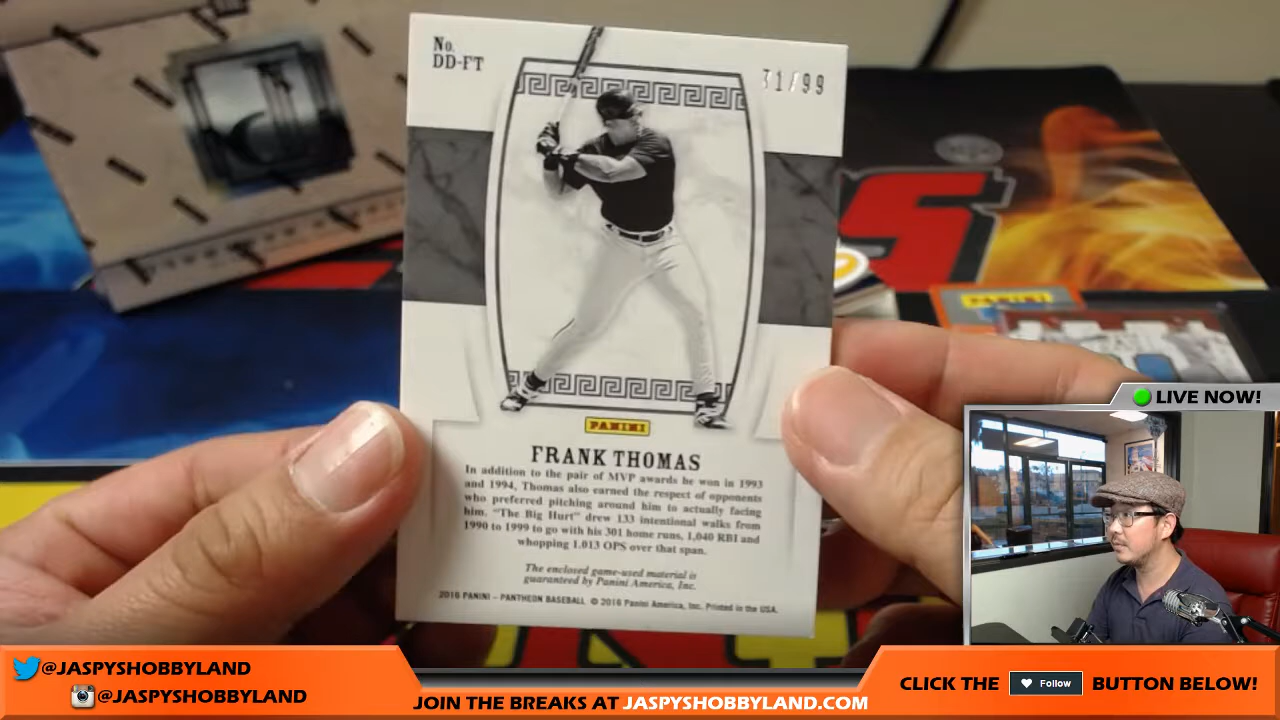 No.
DD-FT
31/99
PANINI
FRANK THOMAS
In addition to the pair of MVP awards he won in 1993
and 1994, Thomas also earned the respect of opponents
who preferred pitching around him to actually facing
him. "The Big Hurt" drew 133 intentional walks from
1990 to 1999 to go with his 301 home runs, 1,040 RBI and
whopping 1.013 OPS over that span.
The enclosed game-used material is
guaranteed by Panini America, Inc.
2016 PANINI – PANTHEON BASEBALL © 2016 Panini America, Inc. Printed in the USA.
PANINI
LIVE NOW!
@JASPYSHOBBYLAND
@JASPYSHOBBYLAND
JOIN THE BREAKS AT JASPYSHOBBYLAND.COM
CLICK THE Follow BUTTON BELOW!